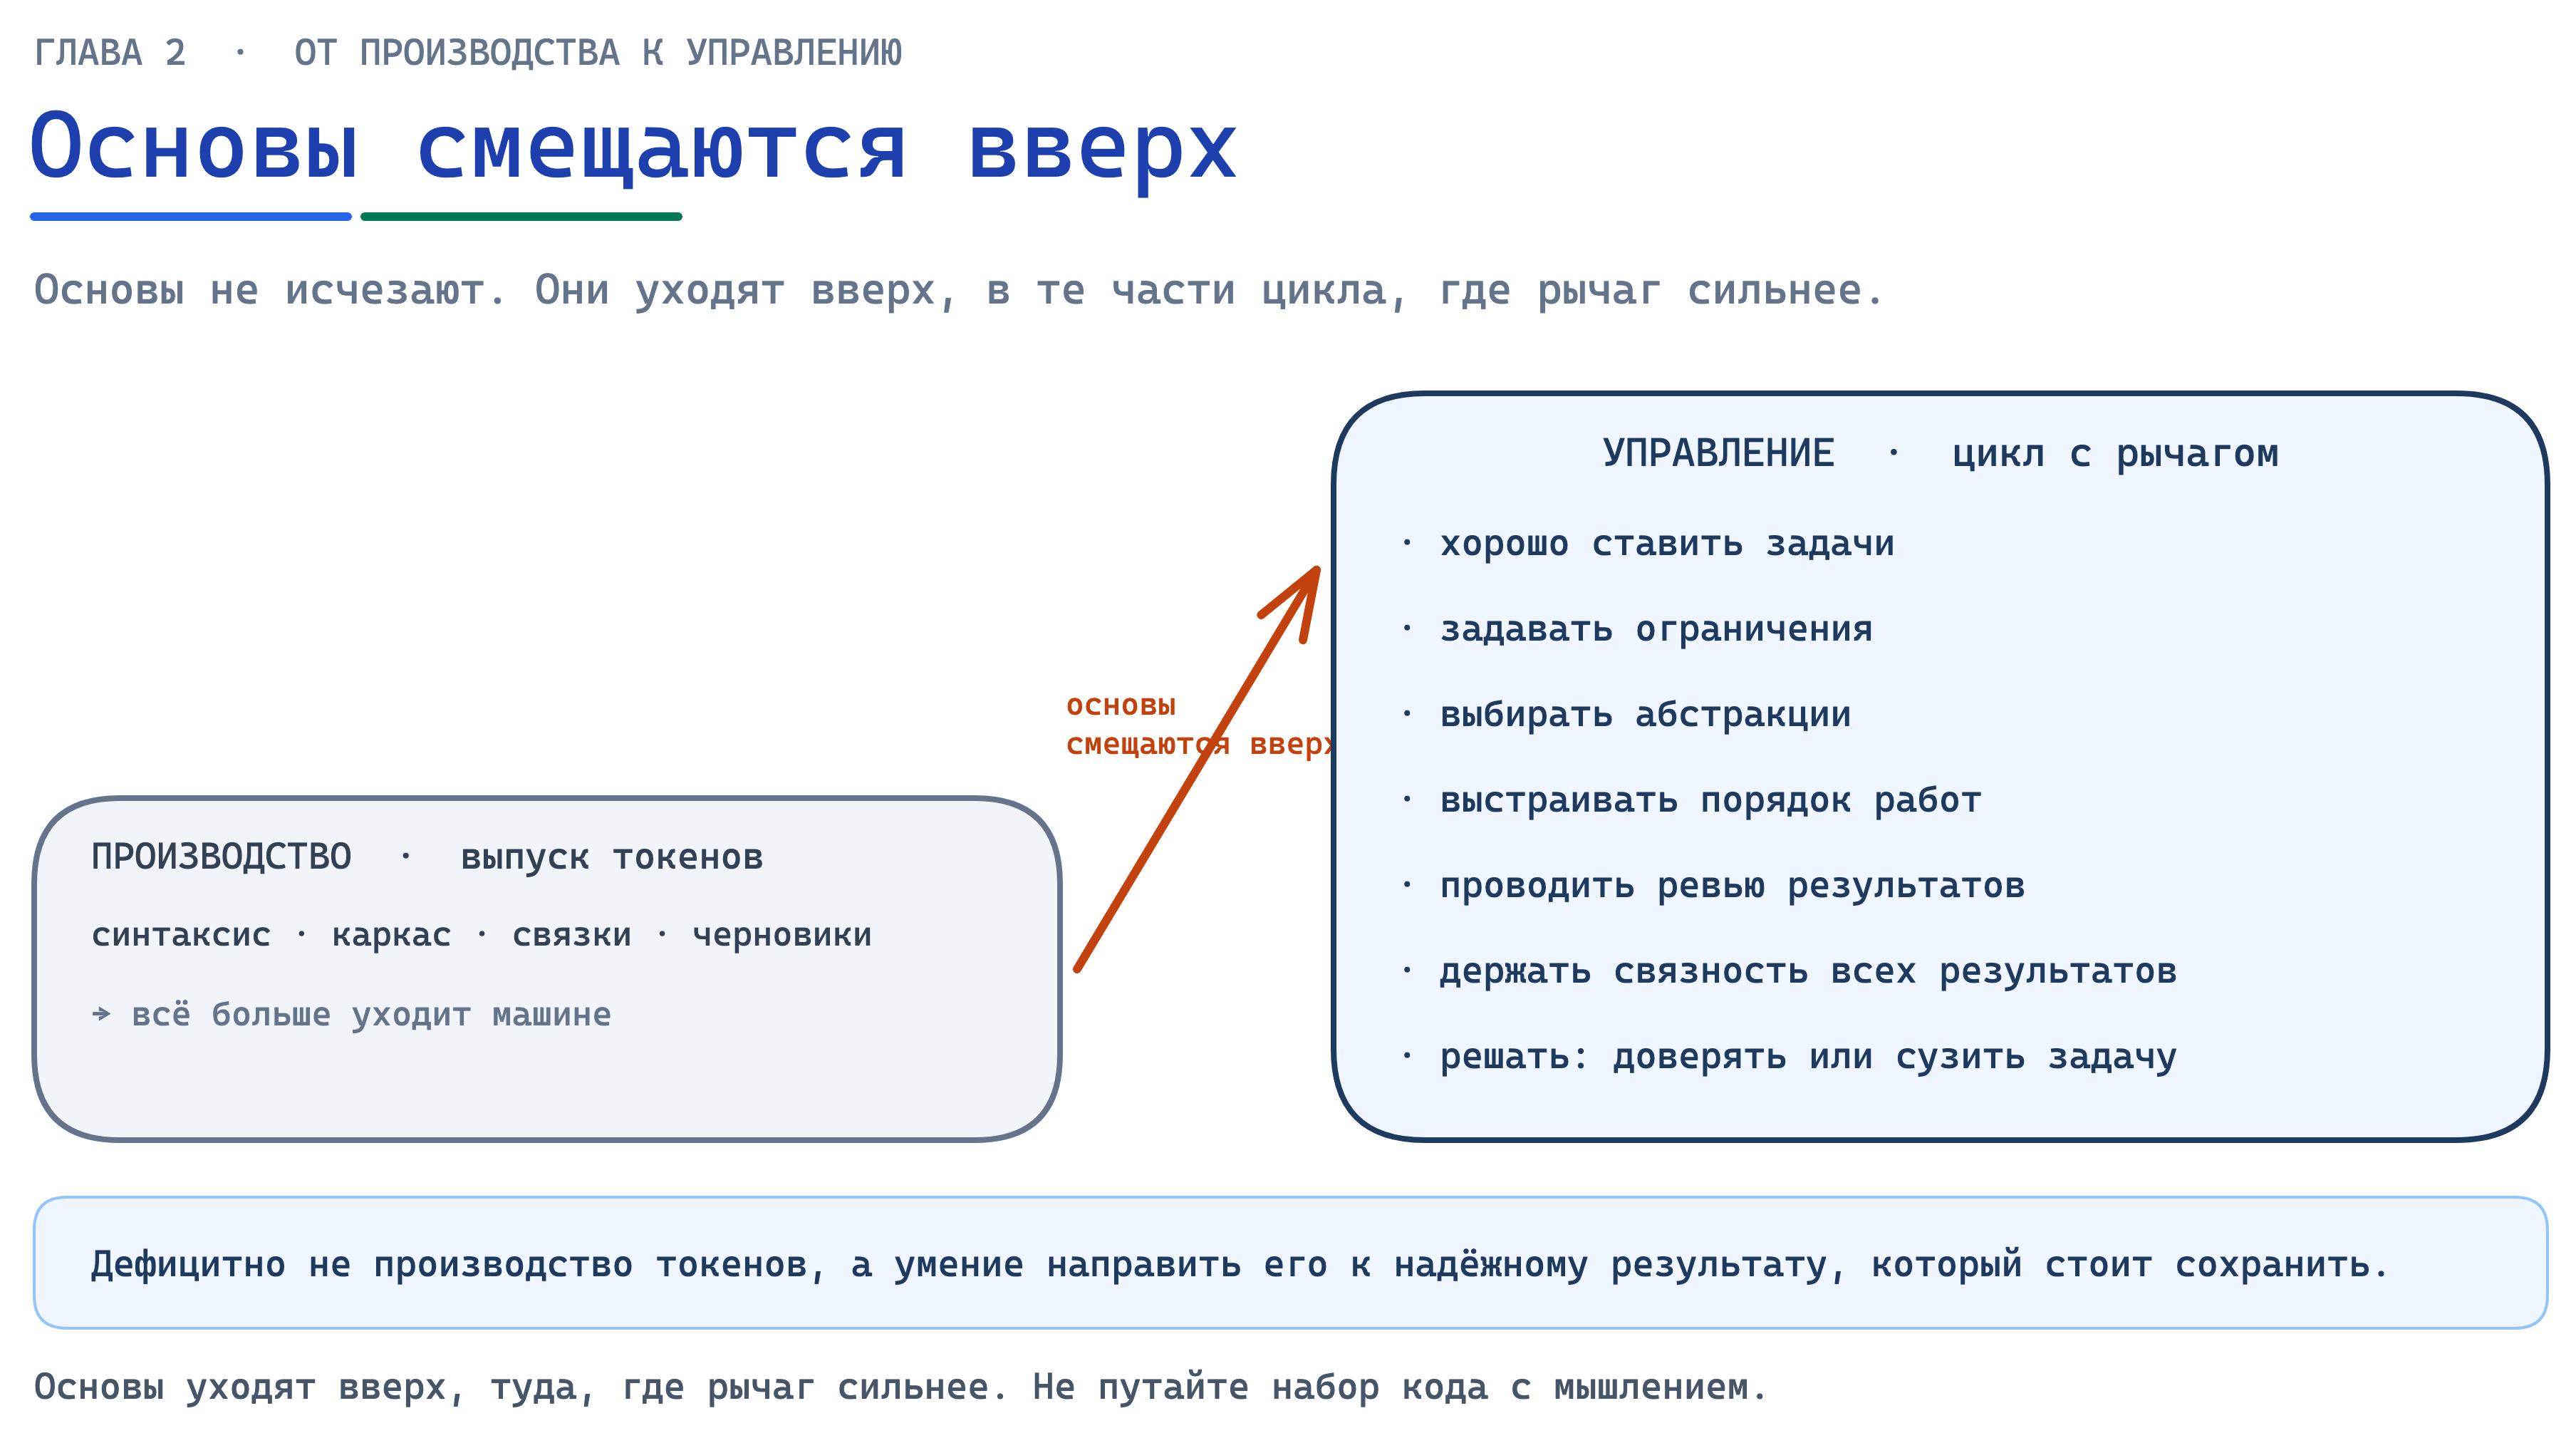 ГЛАВА 2 · ОТ ПРОИЗВОДСТВА К УПРАВЛЕНИЮ
Основы смещаются вверх
Основы не исчезают. Они уходят вверх, в те части цикла, где рычаг сильнее.
УПРАВЛЕНИЕ · цикл с рычагом
· хорошо ставить задачи
· задавать ограничения
· выбирать абстракции
· выстраивать порядок работ
· проводить ревью результатов
· держать связность всех результатов
· решать: доверять или сузить задачу
основы
смещаются вверх
ПРОИЗВОДСТВО · выпуск токенов
синтаксис · каркас · связки · черновики
→ всё больше уходит машине
Дефицитно не производство токенов, а умение направить его к надёжному результату, который стоит сохранить.
Основы уходят вверх, туда, где рычаг сильнее. Не путайте набор кода с мышлением.